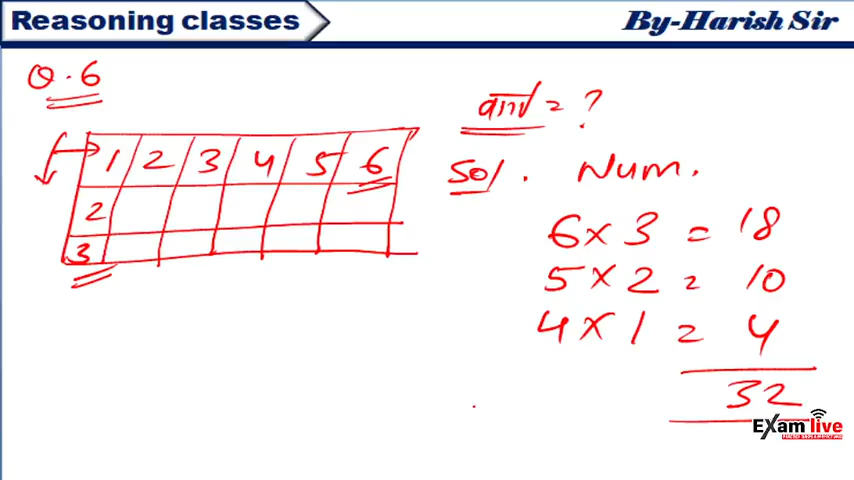 Reasoning classes
By-Harish Sir
Q.6
1 2 3 4 5 6
2
3
= ?
Sol. Num.
6 × 3 = 18
5 × 2 = 10
4 × 1 = 4
32
Exam live